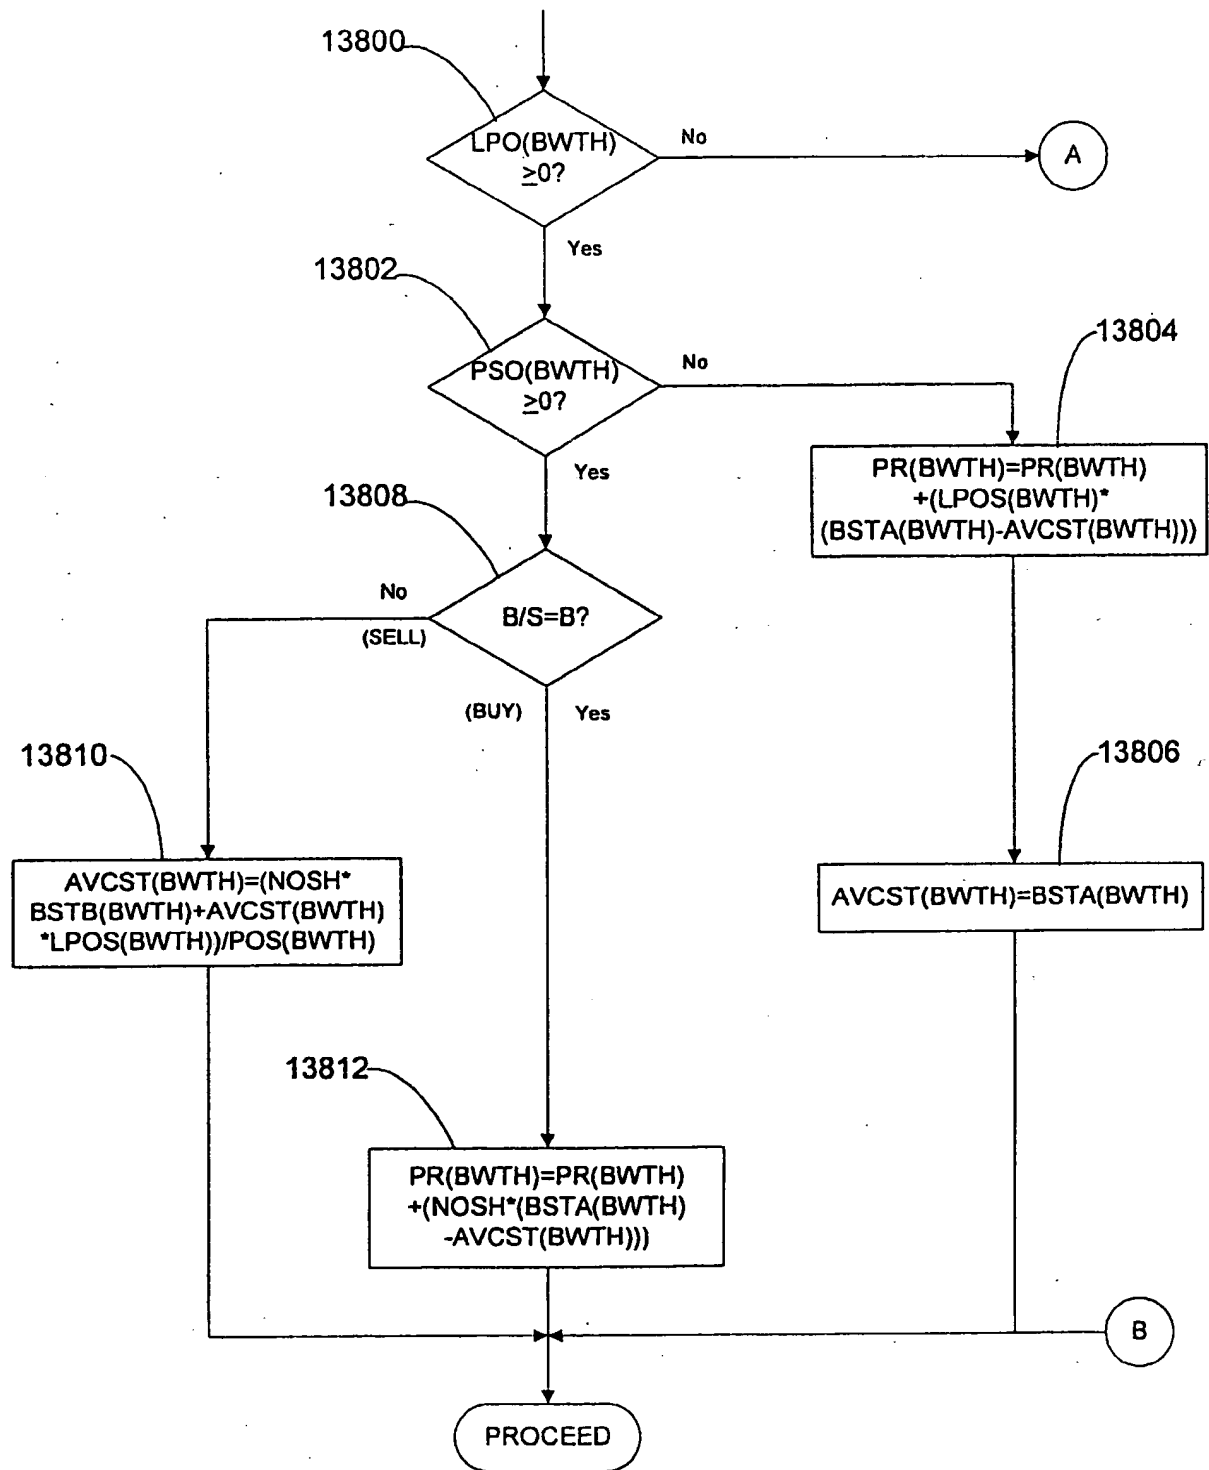 13800
LPO(BWTH)
≥0?
No
A
Yes
13802
PSO(BWTH)
≥0?
No
13804
PR(BWTH)=PR(BWTH)
+(LPOS(BWTH)*
(BSTA(BWTH)-AVCST(BWTH)))
Yes
13808
B/S=B?
No
(SELL)
(BUY) Yes
13810
AVCST(BWTH)=(NOSH*
BSTB(BWTH)+AVCST(BWTH)
*LPOS(BWTH))/POS(BWTH)
13806
AVCST(BWTH)=BSTA(BWTH)
13812
PR(BWTH)=PR(BWTH)
+(NOSH*(BSTA(BWTH)
-AVCST(BWTH)))
B
PROCEED